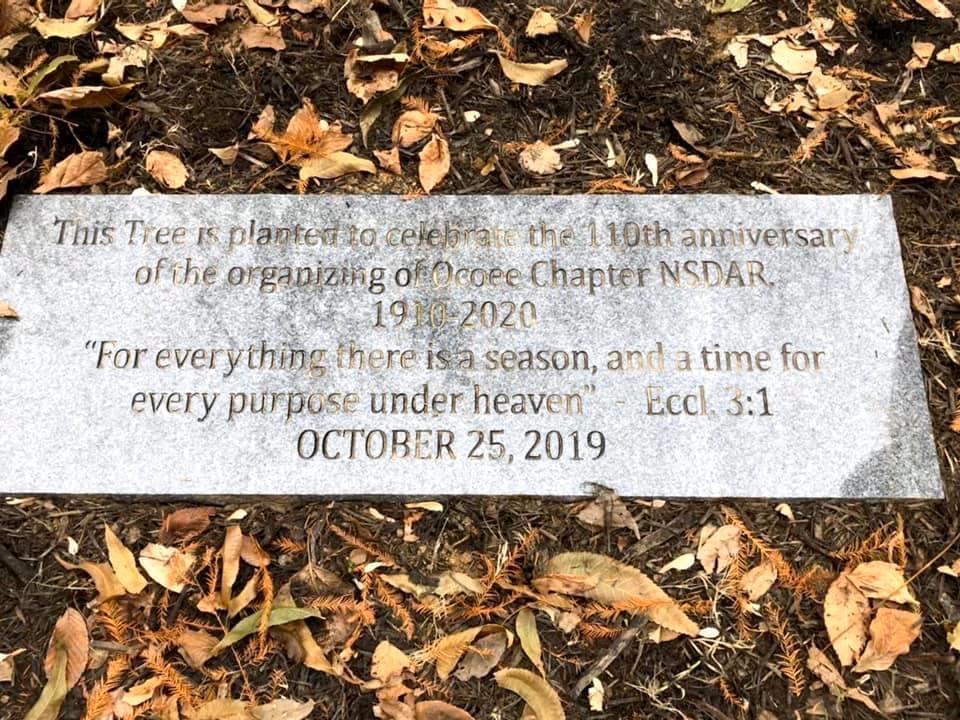 This Tree is planted to celebrate the 110th anniversary
of the organizing of Ocoee Chapter NSDAR.
1910-2020
“For everything there is a season, and a time for
every purpose under heaven” - Eccl. 3:1
OCTOBER 25, 2019